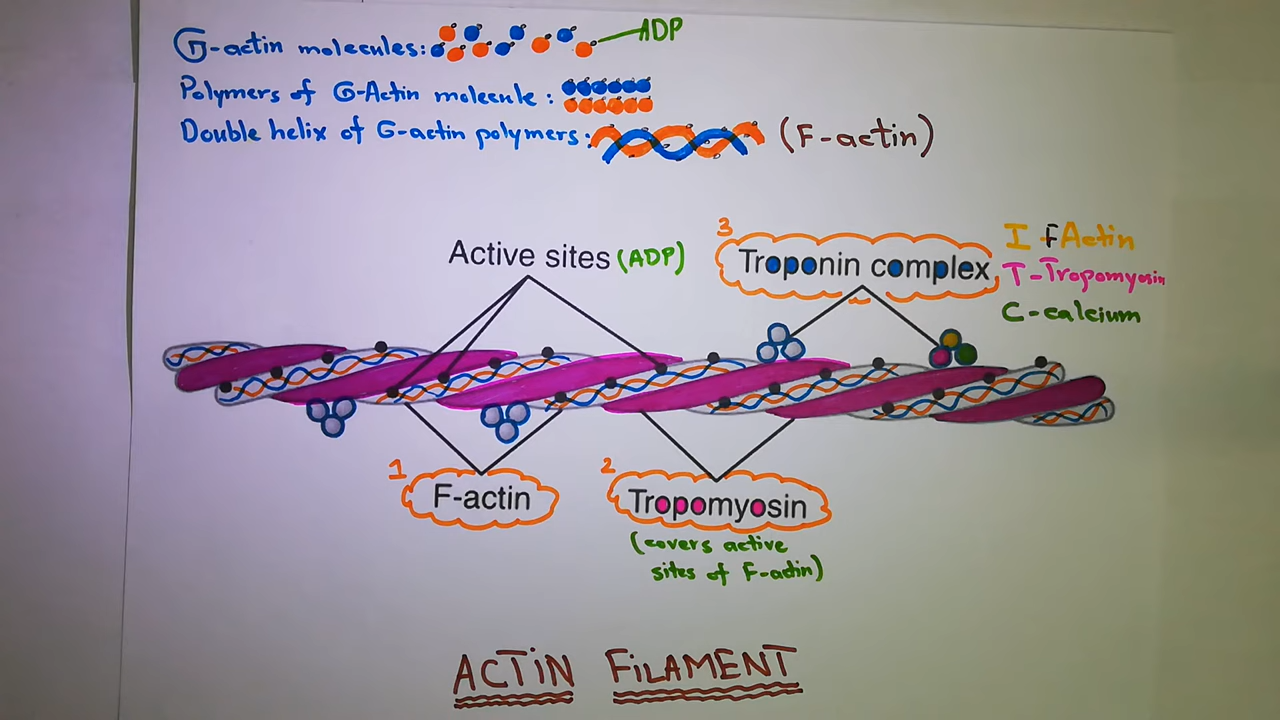 G-actin molecules: ADP
Polymers of G-Actin molecule :
Double helix of G-actin polymers: (F-actin)
Active sites (ADP)
3
Troponin complex
I FActin
T-Tropomyosin
C-calcium
1
F-actin
2
Tropomyosin
(covers active
sites of F-actin)
ACTiN FiLAMENT